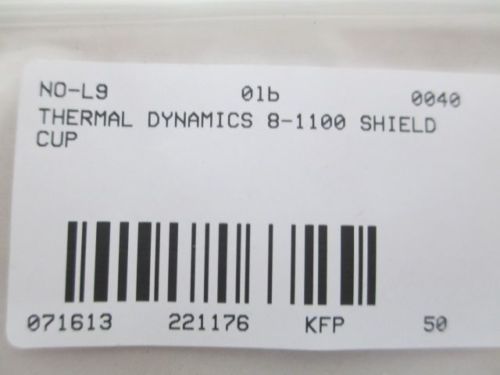 NO-L9 01b 0040
THERMAL DYNAMICS 8-1100 SHIELD
CUP
071613 221176 KFP 50